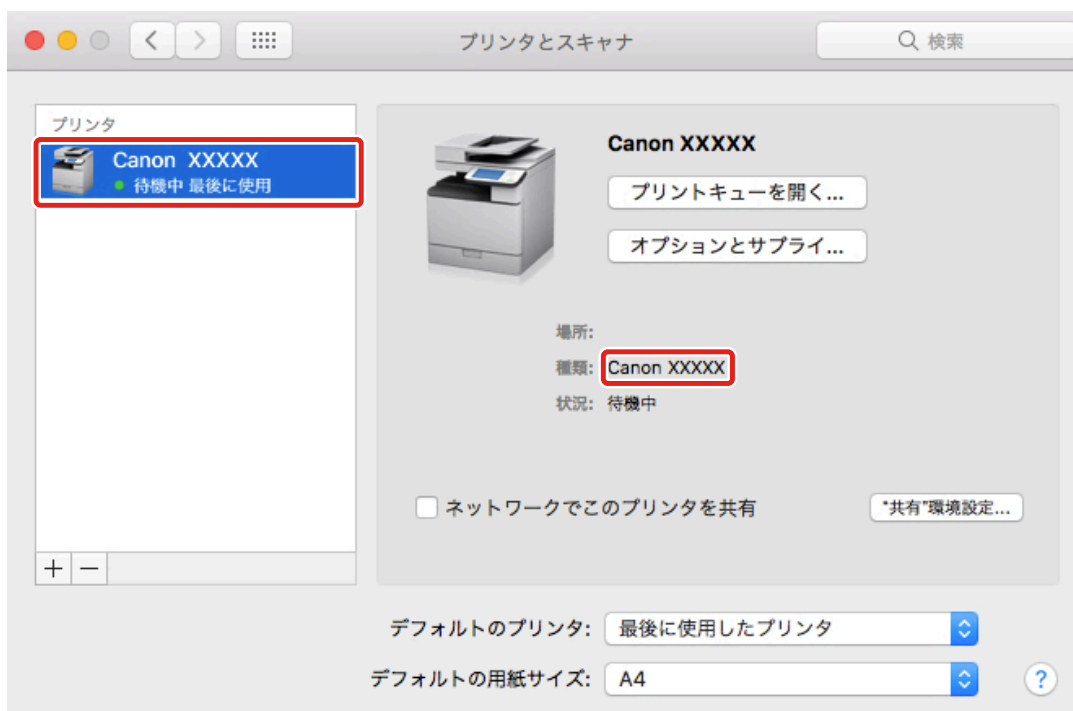 プリンタとスキャナ
検索
プリンタ
Canon XXXXX
待機中 最後に使用
Canon XXXXX
プリントキューを開く...
オプションとサプライ...
場所:
種類: Canon XXXXX
状況: 待機中
ネットワークでこのプリンタを共有
"共有"環境設定...
デフォルトのプリンタ: 最後に使用したプリンタ
デフォルトの用紙サイズ: A4
?